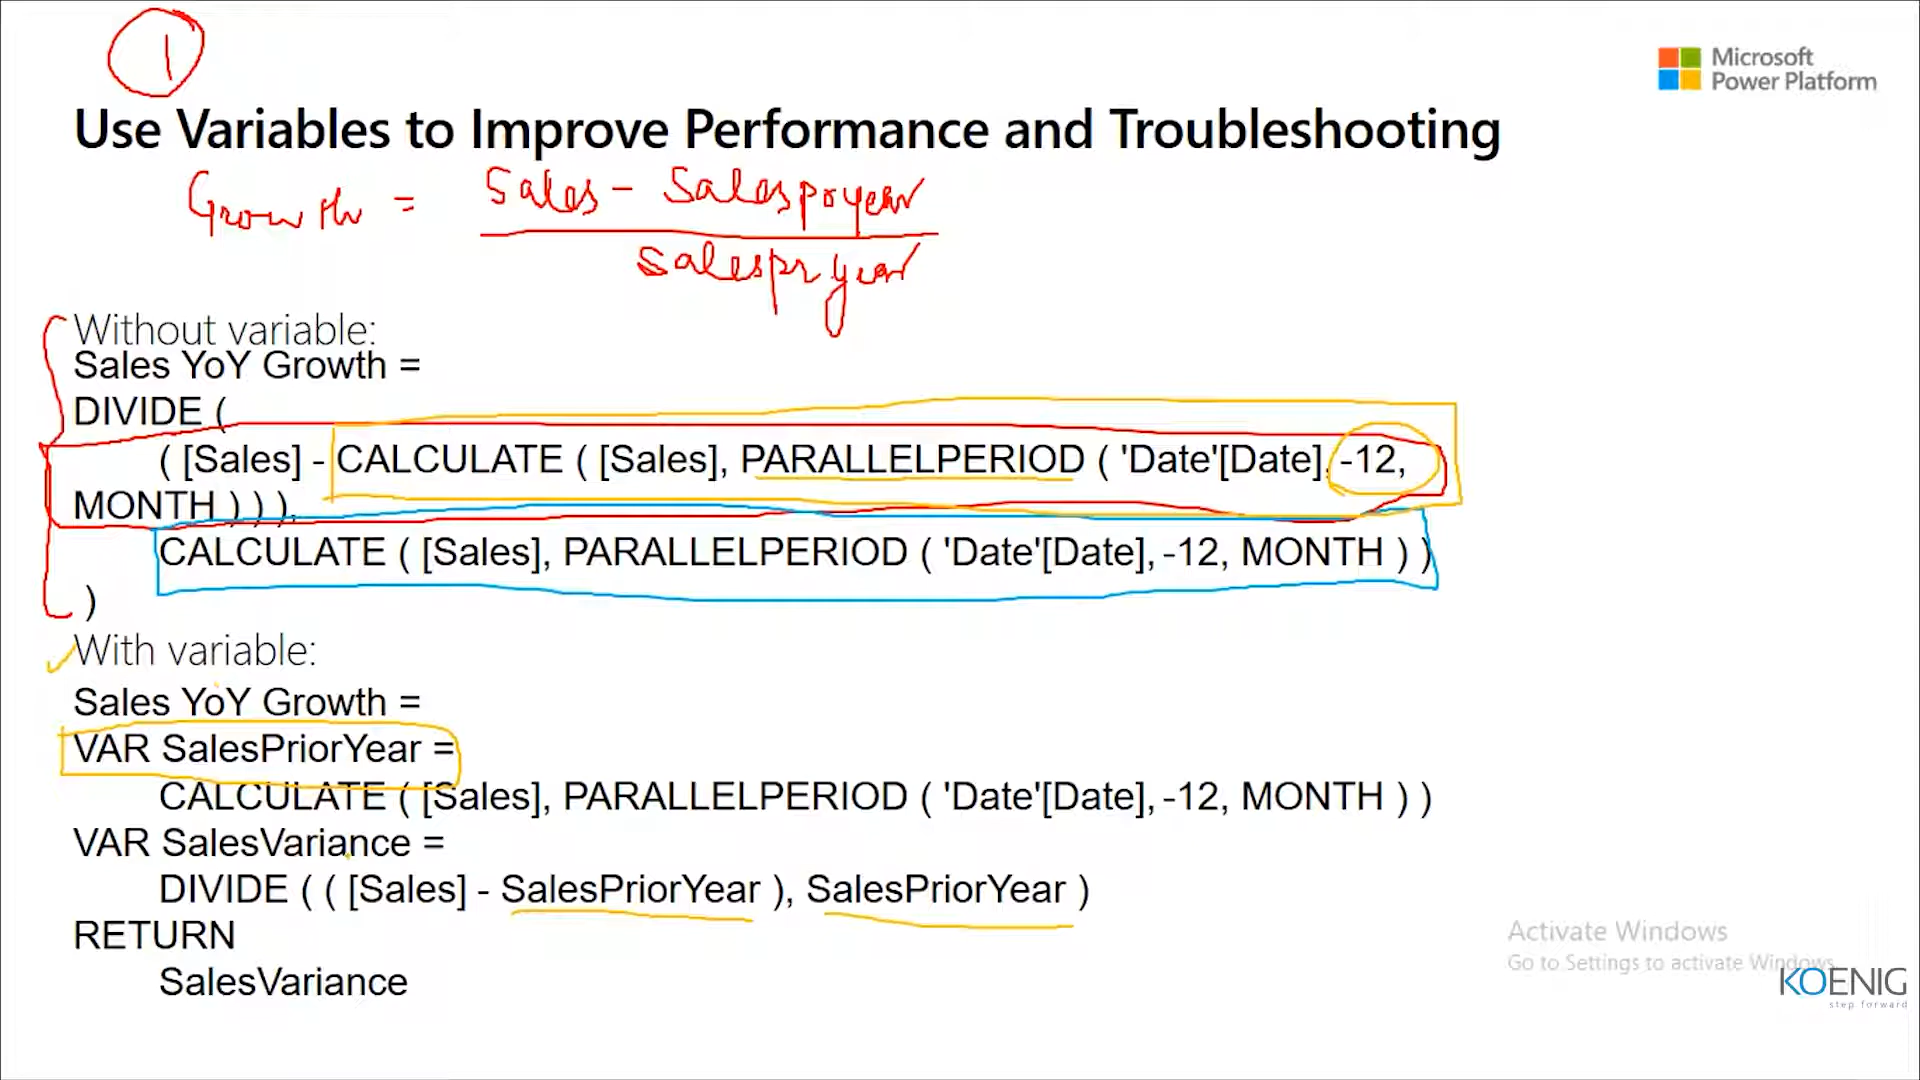 1
Microsoft
Power Platform
Use Variables to Improve Performance and Troubleshooting
Growth = Sales - Salespryear
Salespryear
Without variable:
Sales YoY Growth =
DIVIDE (
( [Sales] - CALCULATE ( [Sales], PARALLELPERIOD ( 'Date'[Date], -12,
MONTH ) ) ),
CALCULATE ( [Sales], PARALLELPERIOD ( 'Date'[Date], -12, MONTH ) )
)
With variable:
Sales YoY Growth =
VAR SalesPriorYear =
CALCULATE ( [Sales], PARALLELPERIOD ( 'Date'[Date], -12, MONTH ) )
VAR SalesVariance =
DIVIDE ( ( [Sales] - SalesPriorYear ), SalesPriorYear )
RETURN
SalesVariance
Activate Windows
Go to Settings to activate Windows.
KOENIG
step forward